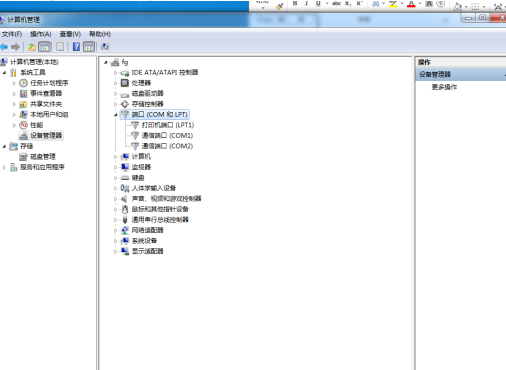 计算机管理
文件(F) 操作(A) 查看(V) 帮助(H)
计算机管理(本地)
系统工具
任务计划程序
事件查看器
共享文件夹
本地用户和组
性能
设备管理器
存储
磁盘管理
服务和应用程序
fg
IDE ATA/ATAPI 控制器
处理器
磁盘驱动器
存储控制器
端口 (COM 和 LPT)
打印机端口 (LPT1)
通信端口 (COM1)
通信端口 (COM2)
计算机
监视器
键盘
人体学输入设备
声音、视频和游戏控制器
鼠标和其他指针设备
通用串行总线控制器
网络适配器
系统设备
显示适配器
操作
设备管理器
更多操作